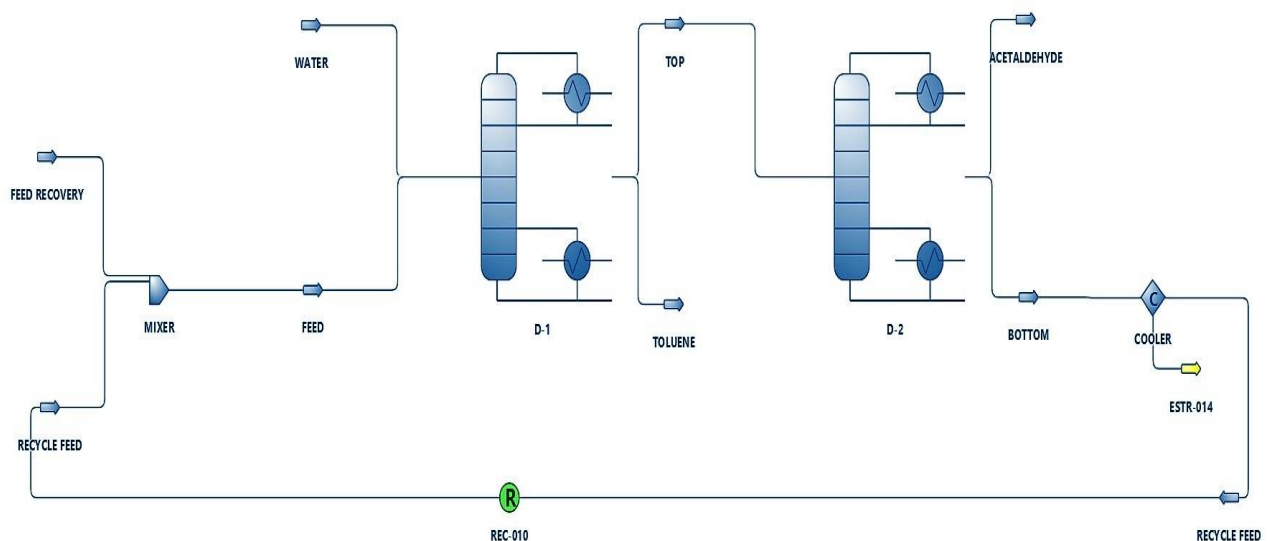 WATER
TOP
ACETALDEHYDE
FEED RECOVERY
MIXER
FEED
D-1
TOLUENE
D-2
BOTTOM
C
COOLER
ESTR-014
RECYCLE FEED
R
REC-010
RECYCLE FEED